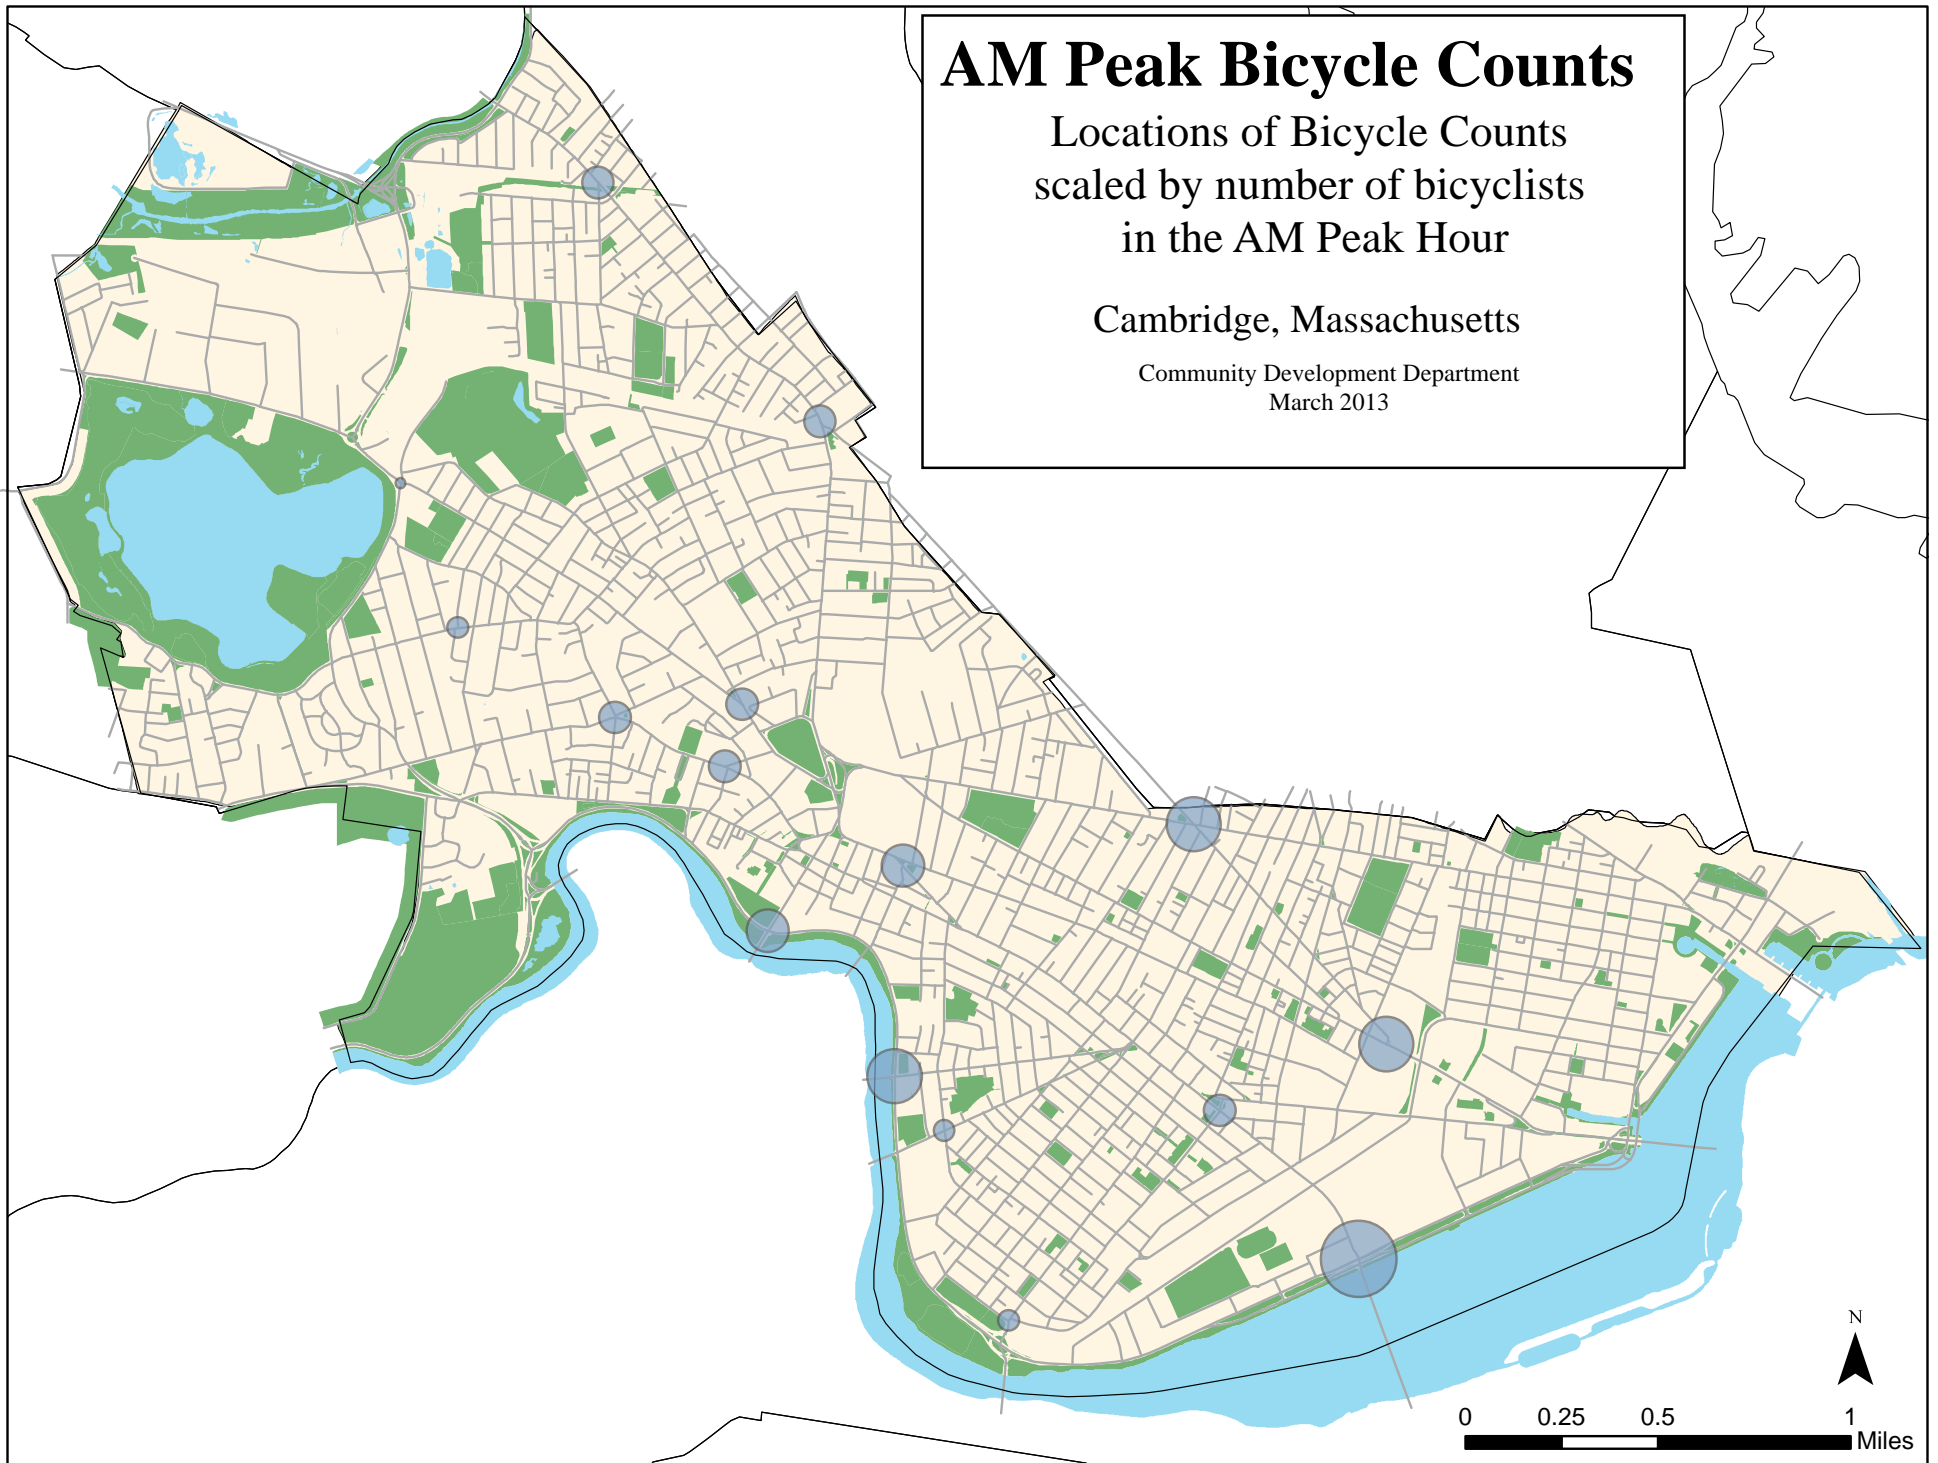 AM Peak Bicycle Counts
Locations of Bicycle Counts
scaled by number of bicyclists
in the AM Peak Hour
Cambridge, Massachusetts
Community Development Department
March 2013
N
0 0.25 0.5 1
Miles